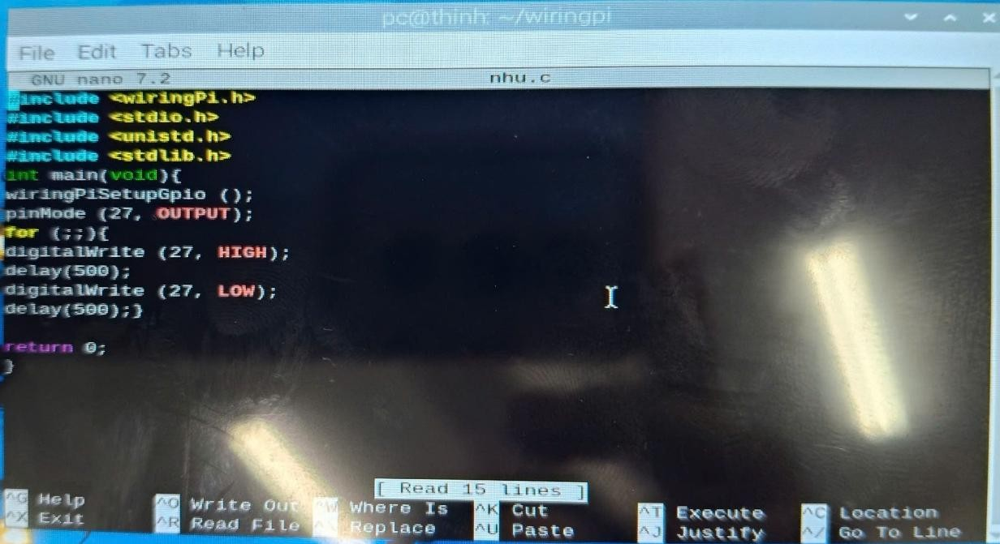 pc@thinh: ~/wiringpi
File Edit Tabs Help
GNU nano 7.2 nhu.c
#include <wiringPi.h>
#include <stdio.h>
#include <unistd.h>
#include <stdlib.h>
int main(void){
wiringPiSetupGpio ();
pinMode (27, OUTPUT);
for (;;){
digitalWrite (27, HIGH);
delay(500);
digitalWrite (27, LOW);
delay(500);}
return 0;
}
[ Read 15 lines ]
^G Help ^O Write Out ^W Where Is ^K Cut ^T Execute ^C Location
^X Exit ^R Read File ^\ Replace ^U Paste ^J Justify ^/ Go To Line